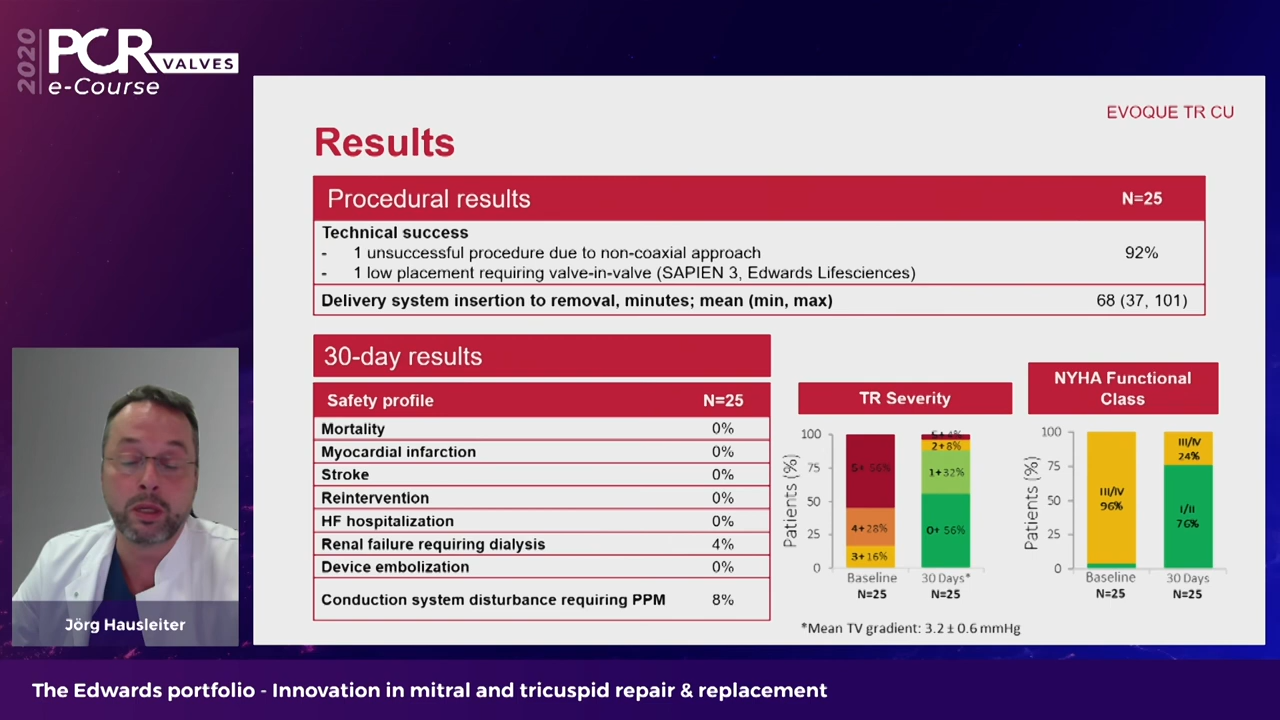 2020
PCR VALVES
e-Course
EVOQUE TR CU
Results
Procedural results N=25
Technical success
- 1 unsuccessful procedure due to non-coaxial approach 92%
- 1 low placement requiring valve-in-valve (SAPIEN 3, Edwards Lifesciences)
Delivery system insertion to removal, minutes; mean (min, max) 68 (37, 101)
30-day results
Safety profile N=25
Mortality 0%
Myocardial infarction 0%
Stroke 0%
Reintervention 0%
HF hospitalization 0%
Renal failure requiring dialysis 4%
Device embolization 0%
Conduction system disturbance requiring PPM 8%
TR Severity
Patients (%)
100
75
50
25
0
5+ 56%
4+ 28%
3+ 16%
5+ 4%
2+ 8%
1+ 32%
0+ 56%
Baseline 30 Days*
N=25 N=25
*Mean TV gradient: 3.2 ± 0.6 mmHg
NYHA Functional
Class
Patients (%)
100
75
50
25
0
III/IV
96%
III/IV
24%
I/II
76%
Baseline 30 Days
N=25 N=25
Jörg Hausleiter
The Edwards portfolio - Innovation in mitral and tricuspid repair & replacement